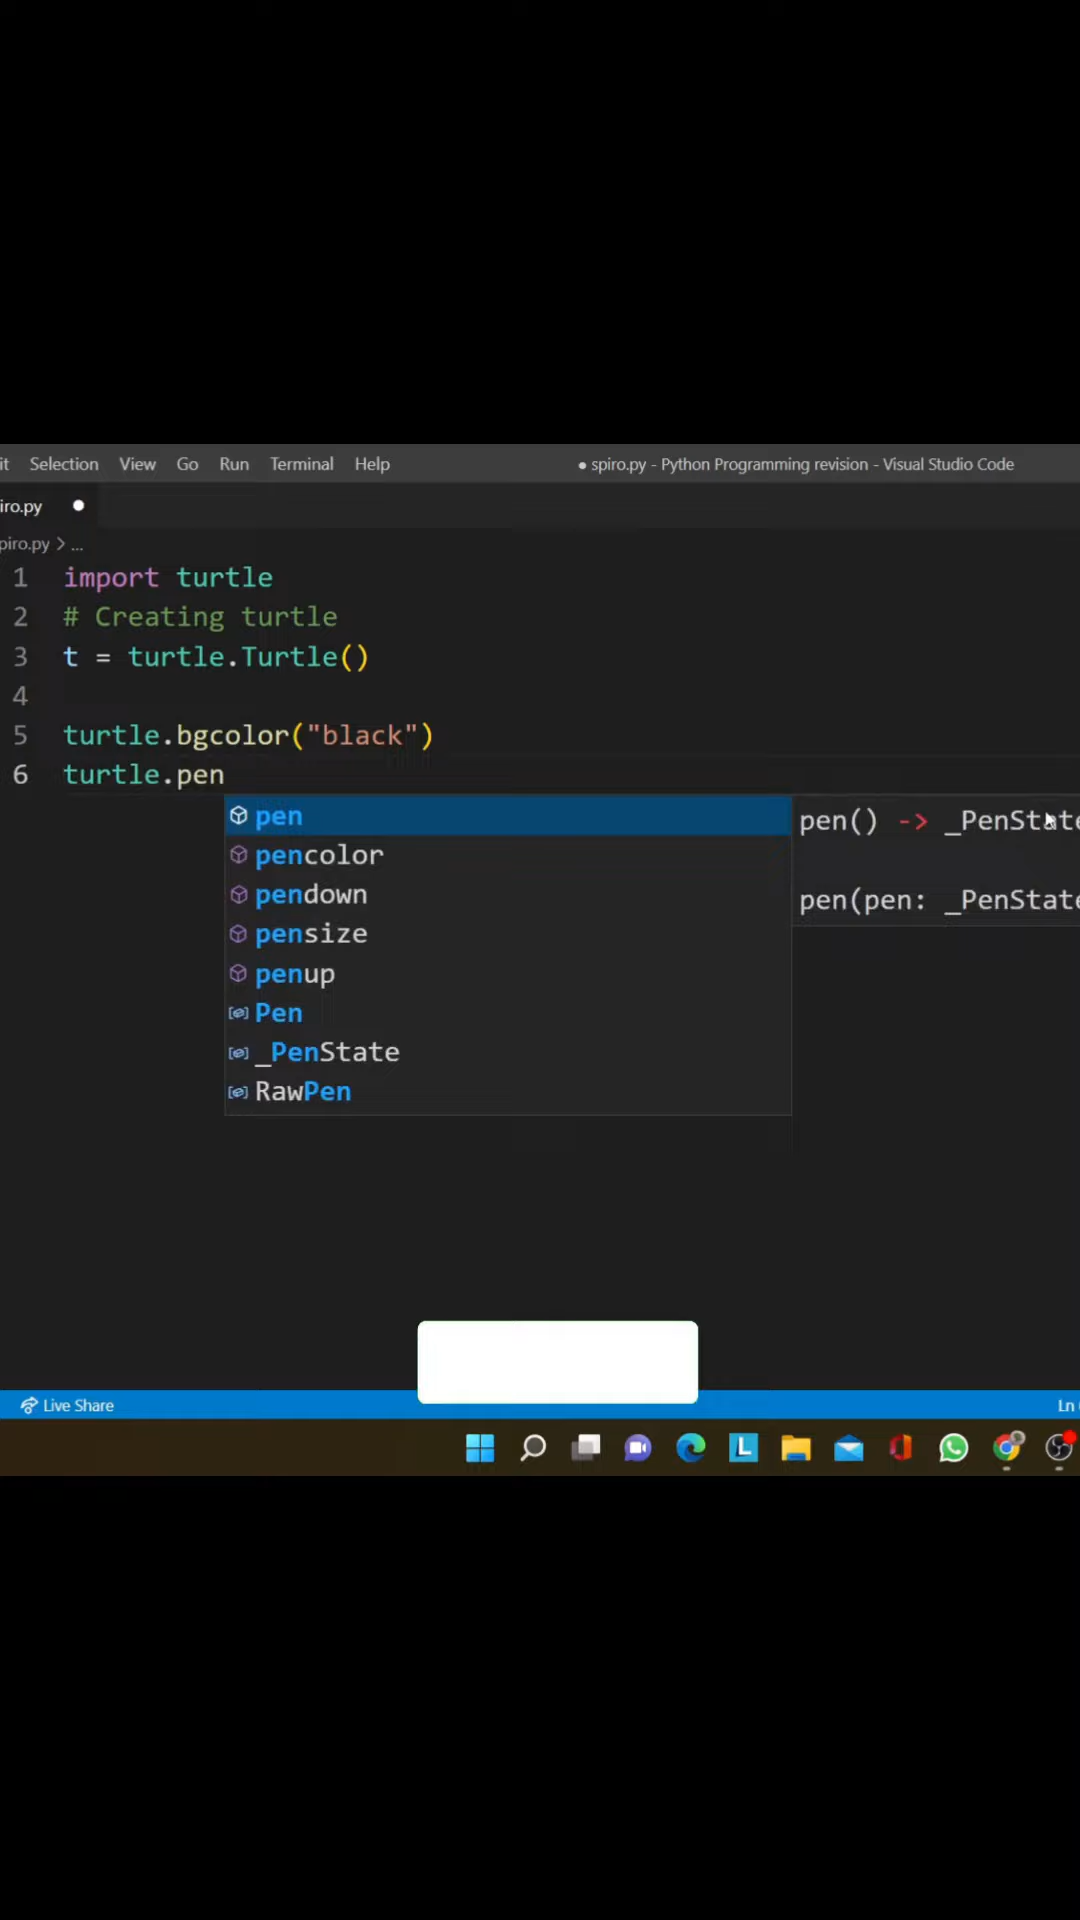 it Selection View Go Run Terminal Help ● spiro.py - Python Programming revision - Visual Studio Code
iro.py ●
piro.py > ...
1 import turtle
2 # Creating turtle
3 t = turtle.Turtle()
4
5 turtle.bgcolor("black")
6 turtle.pen
pen
pencolor
pendown
pensize
penup
Pen
_PenState
RawPen
pen() -> _PenState
pen(pen: _PenState
Live Share
Ln
L